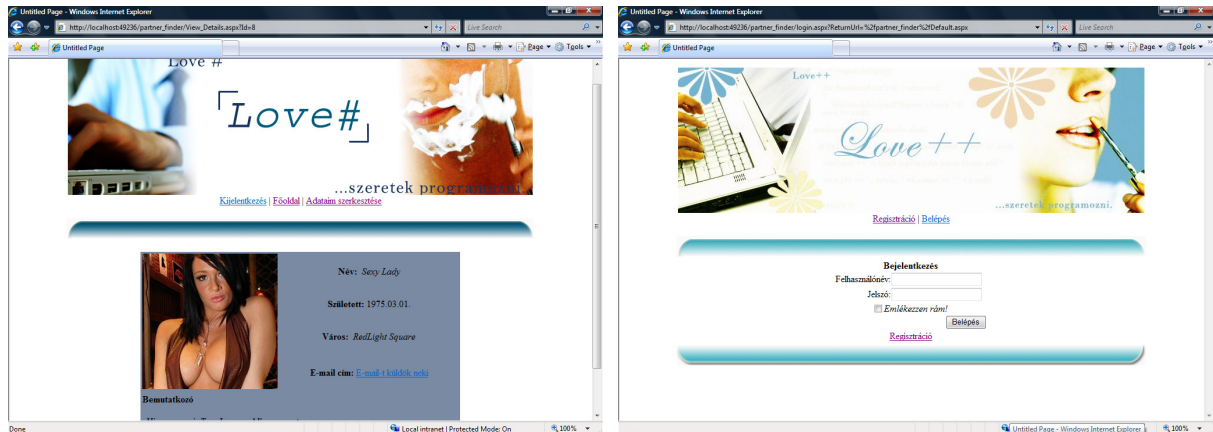 Untitled Page - Windows Internet Explorer
http://localhost:49236/partner_finder/View_Details.aspx?Id=8
Live Search
Untitled Page
Page
Tools
Love #
Love#
...szeretek programozni.
Kijelentkezés | Főoldal | Adataim szerkesztése
Név: Sexy Lady
Született: 1975.03.01.
Város: RedLight Square
E-mail cím: E-mail-t küldök neki
Bemutatkozó
Done
Local intranet | Protected Mode: On
100%
Untitled Page - Windows Internet Explorer
http://localhost:49236/partner_finder/login.aspx?ReturnUrl=%2fpartner_finder%2fDefault.aspx
Live Search
Untitled Page
Page
Tools
Love++
Love++
...szeretek programozni.
Regisztráció | Belépés
Bejelentkezés
Felhasználónév:
Jelszó:
Emlékezzen rám!
Belépés
Regisztráció
Untitled Page - Windows Internet Explorer
100%